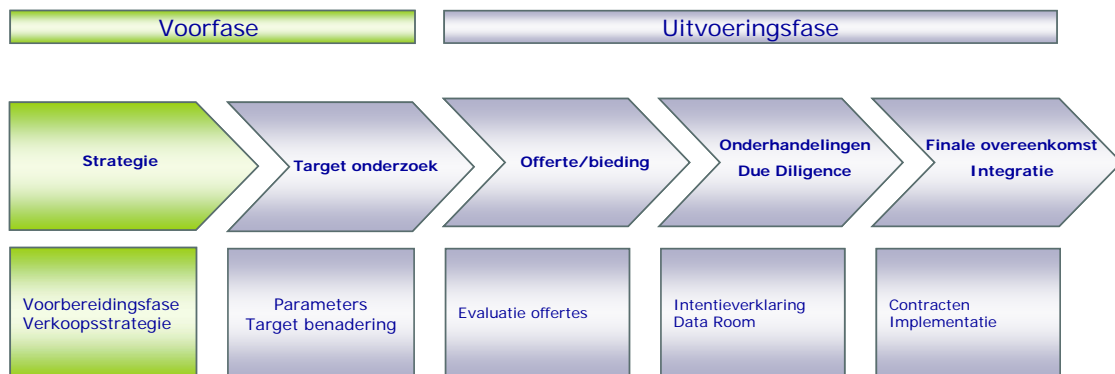 Voorfase
Uitvoeringsfase
Strategie
Target onderzoek
Offerte/bieding
Onderhandelingen
Due Diligence
Finale overeenkomst
Integratie
Voorbereidingsfase
Verkoopsstrategie
Parameters
Target benadering
Evaluatie offertes
Intentieverklaring
Data Room
Contracten
Implementatie